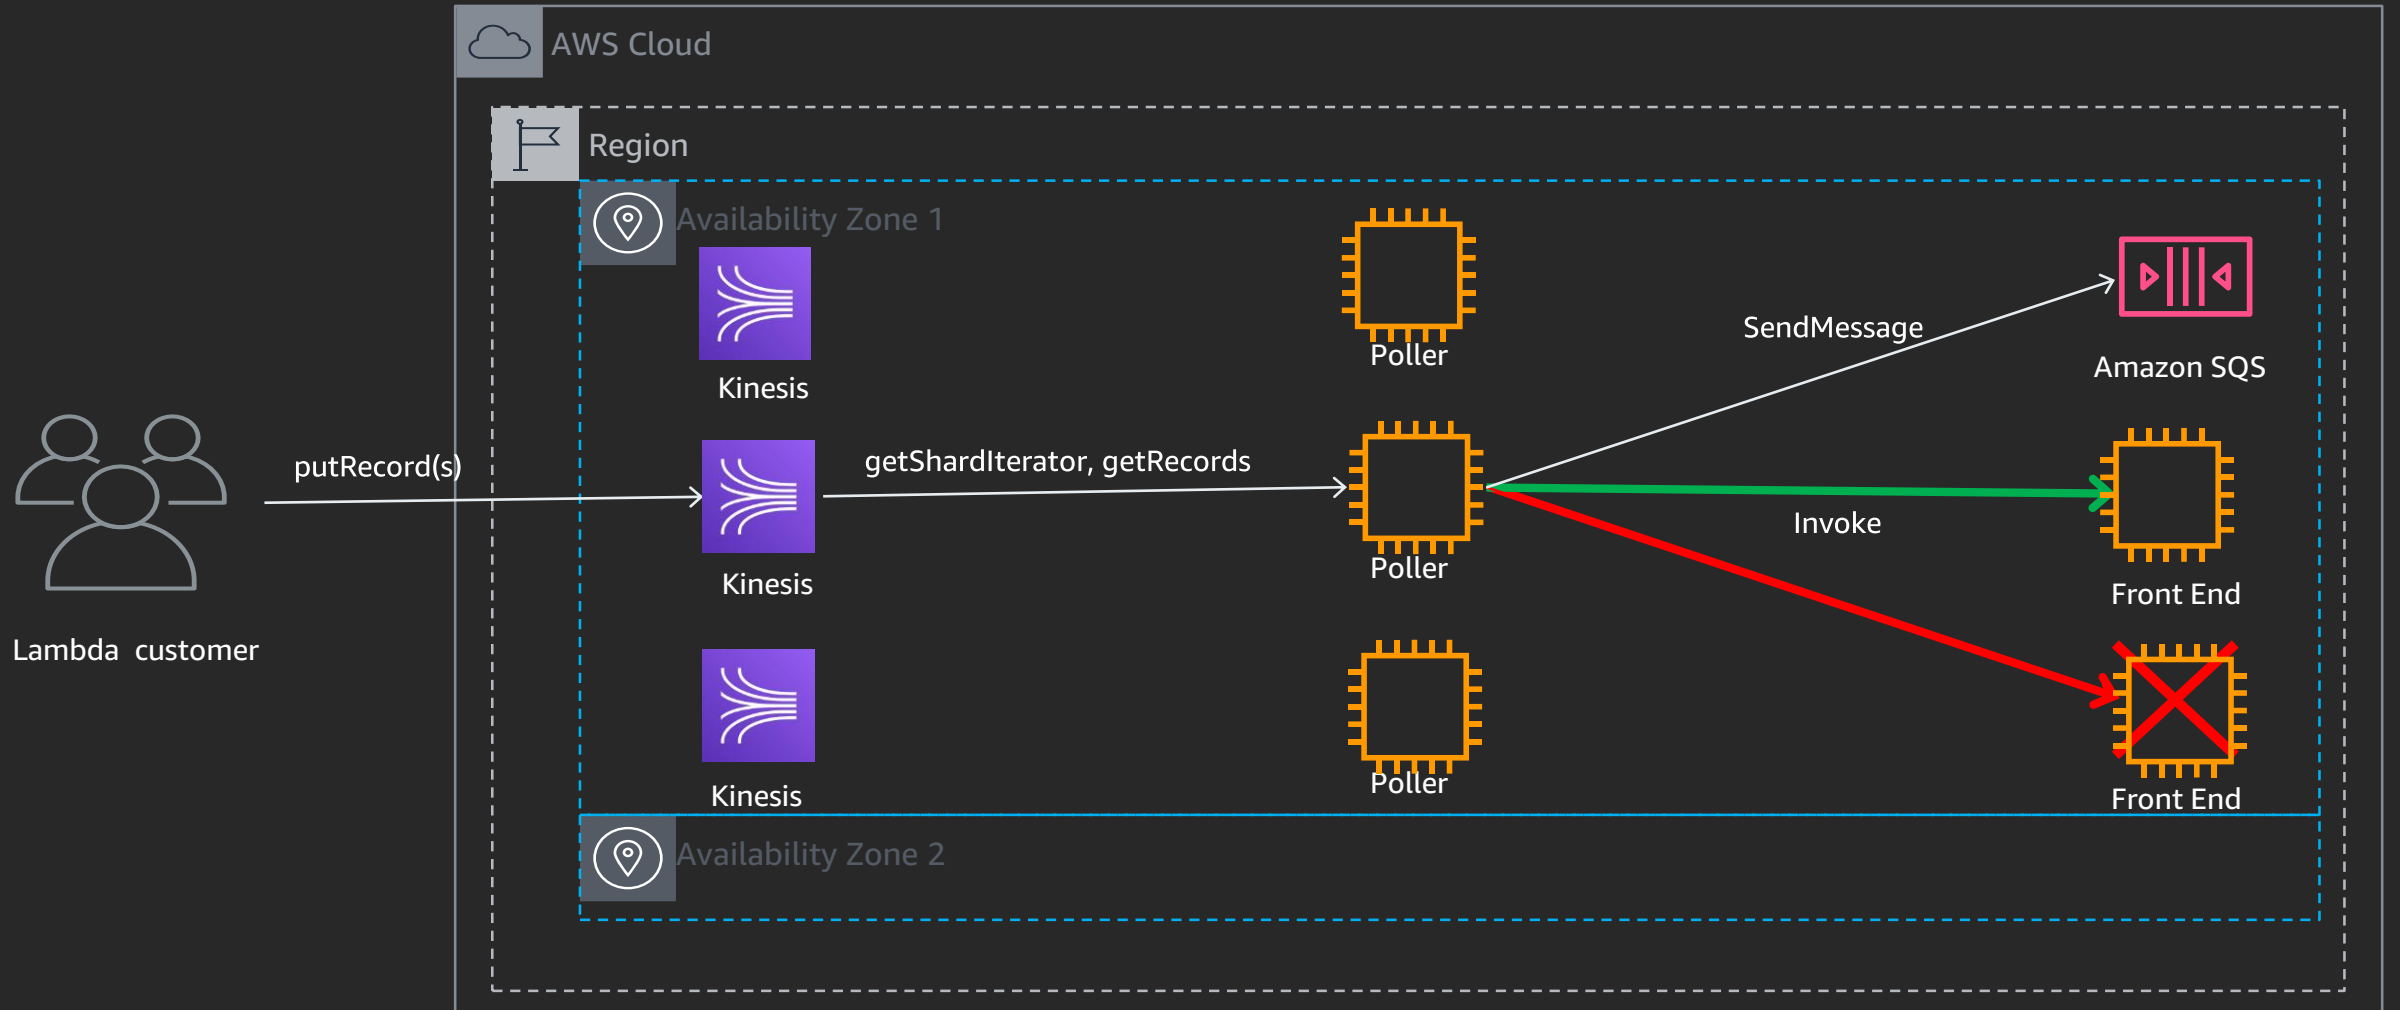 AWS Cloud
Region
Availability Zone 1
Kinesis
Poller
SendMessage
Amazon SQS
putRecord(s)
getShardIterator, getRecords
Kinesis
Poller
Invoke
Front End
Lambda  customer
Kinesis
Poller
Front End
Availability Zone 2